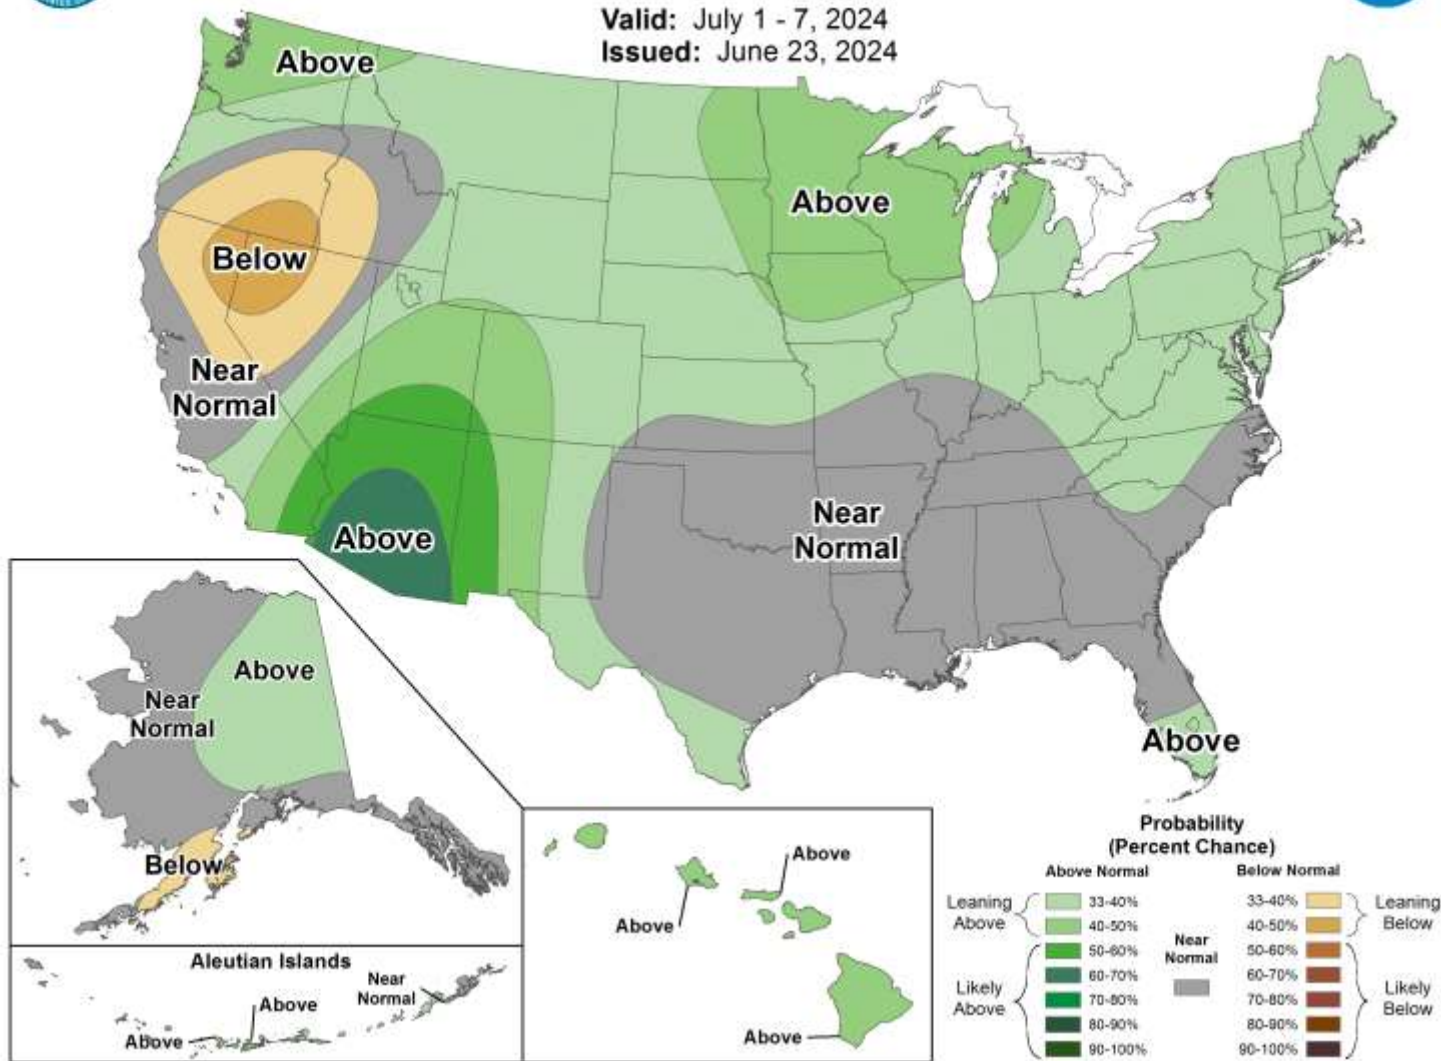 Valid: July 1 - 7, 2024
Issued: June 23, 2024
Above
Above
Below
Near
Normal
Near
Normal
Above
Above
Above
Near
Normal
Below
Aleutian Islands
Near
Normal
Above
Above
Above
Above
Above
Probability
(Percent Chance)
Above Normal
Below Normal
Leaning
Above
33-40%
40-50%
Likely
Above
50-60%
60-70%
70-80%
80-90%
90-100%
Near
Normal
33-40%
40-50%
Leaning
Below
50-60%
60-70%
70-80%
80-90%
90-100%
Likely
Below